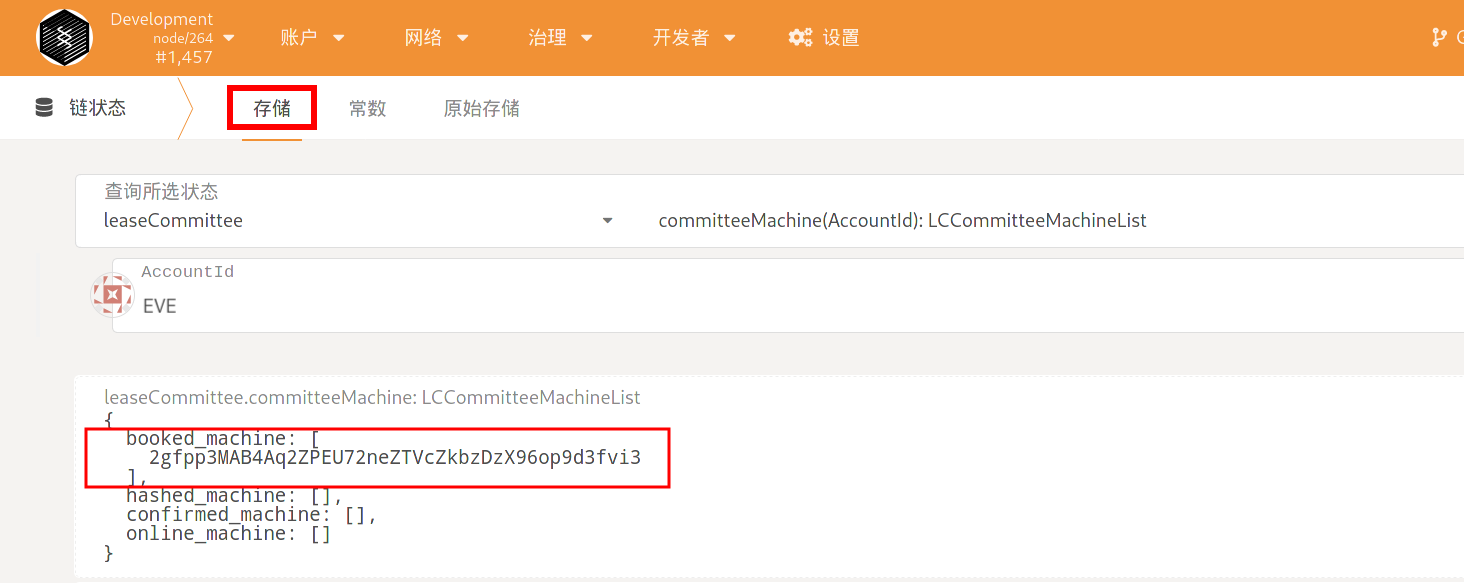 Development
node/264
#1,457
账户
网络
治理
开发者
设置
链状态
存储
常数
原始存储
查询所选状态
leaseCommittee
committeeMachine(AccountId): LCCommitteeMachineList
AccountId
EVE
leaseCommittee.committeeMachine: LCCommitteeMachineList
{
booked_machine: [
2gfpp3MAB4Aq2ZPEU72neZTVcZkbzDzX96op9d3fvi3
],
hashed_machine: [],
confirmed_machine: [],
online_machine: []
}